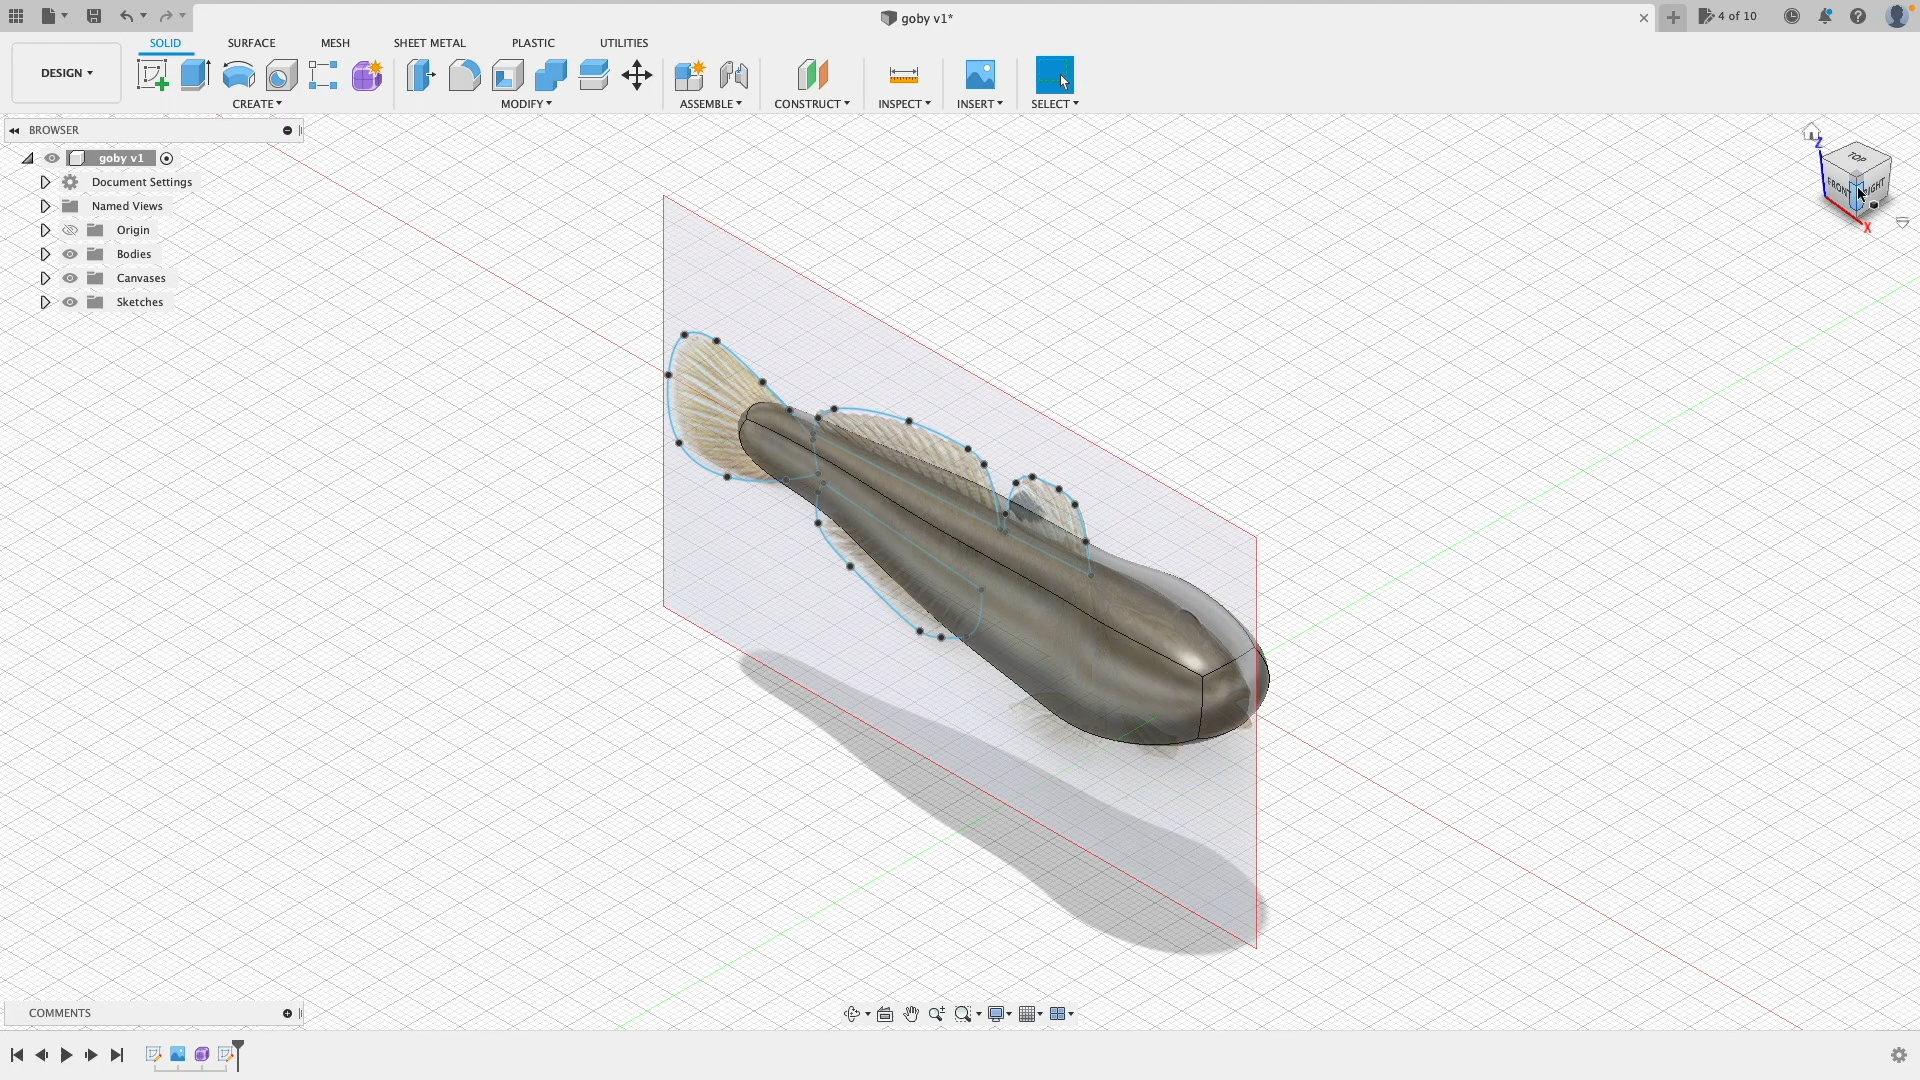 goby v1*
4 of 10
SOLID SURFACE MESH SHEET METAL PLASTIC UTILITIES
DESIGN
CREATE MODIFY ASSEMBLE CONSTRUCT INSPECT INSERT SELECT
BROWSER
goby v1
Document Settings
Named Views
Origin
Bodies
Canvases
Sketches
Z
TOP
FRONT
RIGHT
X
COMMENTS